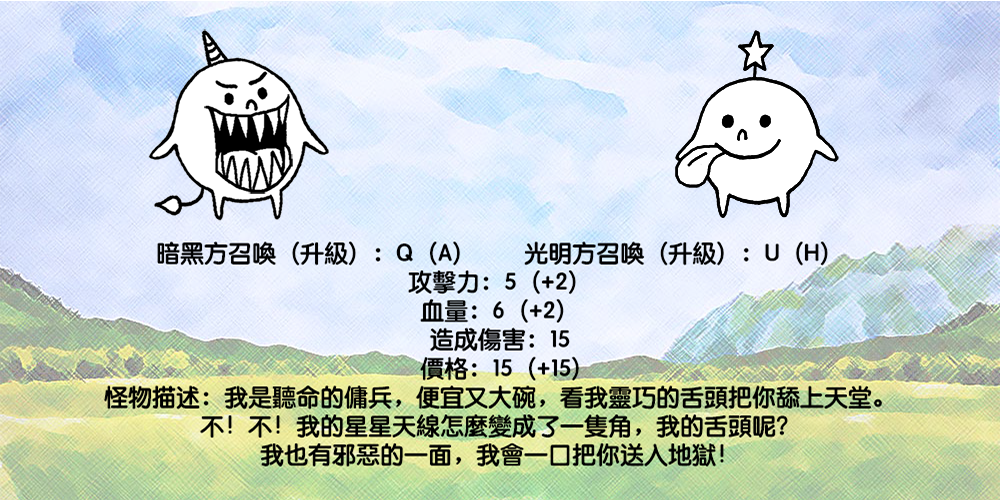 暗黑方召喚（升級）：Q（A） 光明方召喚（升級）：U（H）
攻擊力：5（+2）
血量：6（+2）
造成傷害：15
價格：15（+15）
怪物描述：我是聽命的傭兵，便宜又大碗，看我靈巧的舌頭把你舔上天堂。
不！不！我的星星天線怎麼變成了一隻角，我的舌頭呢？
我也有邪惡的一面，我會一口把你送入地獄！